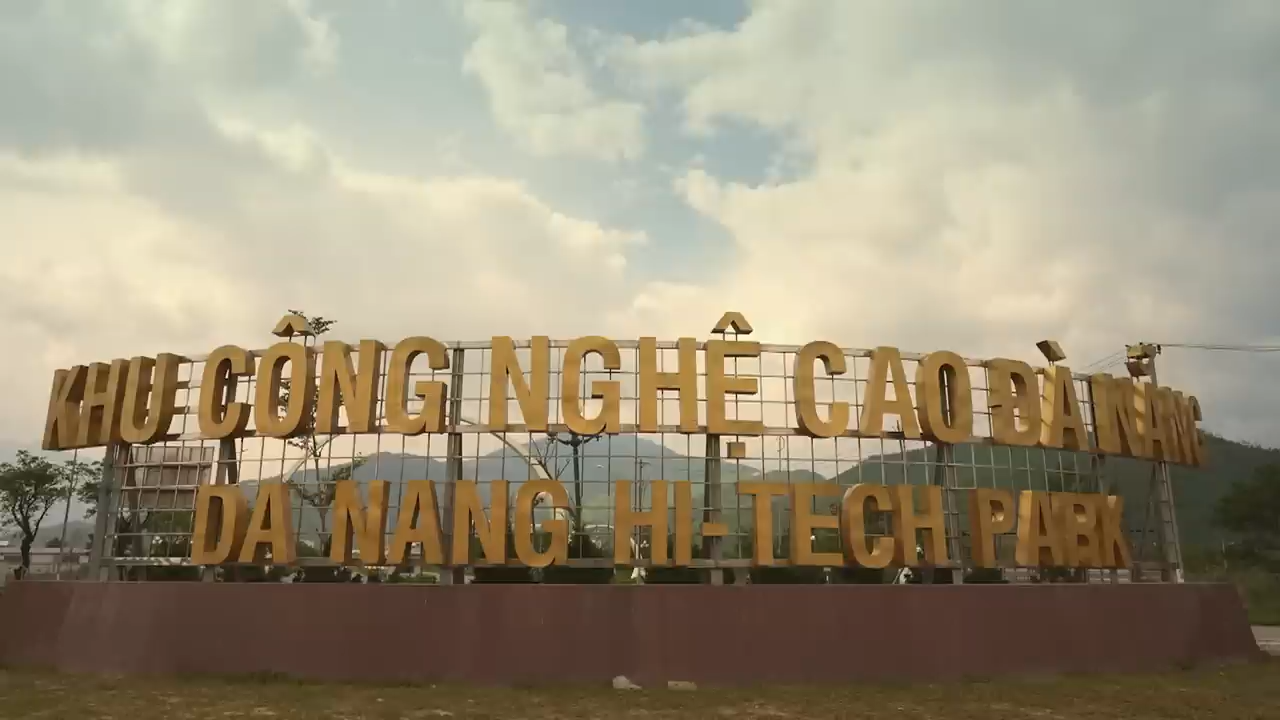 KHU CÔNG NGHỆ CAO ĐÀ NẴNG
DA NANG HI-TECH PARK